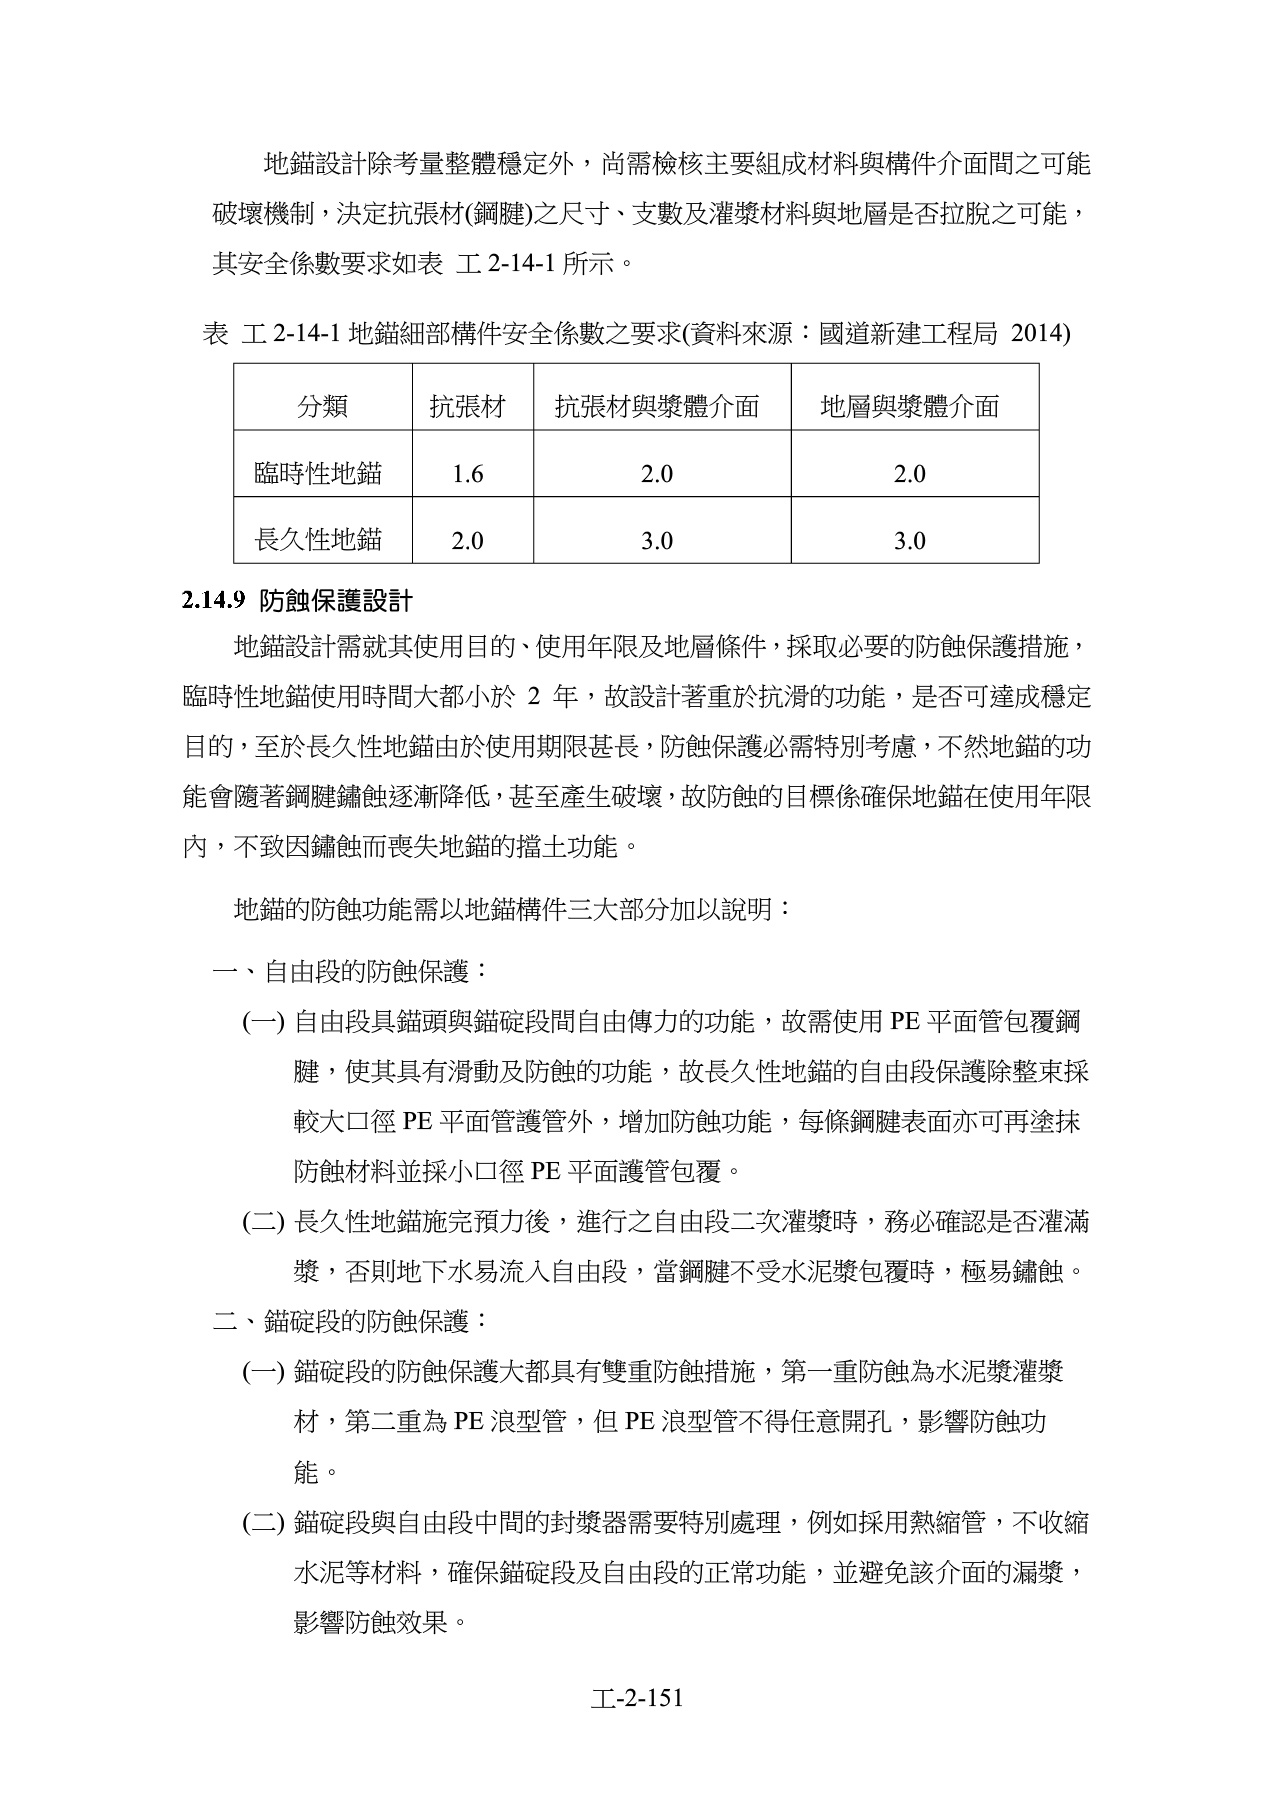 地錨設計除考量整體穩定外，尚需檢核主要組成材料與構件介面間之可能
破壞機制，決定抗張材(鋼腱)之尺寸、支數及灌漿材料與地層是否拉脫之可能，
其安全係數要求如表 工 2-14-1 所示。
表 工 2-14-1 地錨細部構件安全係數之要求(資料來源：國道新建工程局 2014)
分類 抗張材 抗張材與漿體介面 地層與漿體介面
臨時性地錨 1.6 2.0 2.0
長久性地錨 2.0 3.0 3.0
2.14.9 防蝕保護設計
地錨設計需就其使用目的、使用年限及地層條件，採取必要的防蝕保護措施，
臨時性地錨使用時間大都小於 2 年，故設計著重於抗滑的功能，是否可達成穩定
目的，至於長久性地錨由於使用期限甚長，防蝕保護必需特別考慮，不然地錨的功
能會隨著鋼腱鏽蝕逐漸降低，甚至產生破壞，故防蝕的目標係確保地錨在使用年限
內，不致因鏽蝕而喪失地錨的擋土功能。
地錨的防蝕功能需以地錨構件三大部分加以說明：
一、自由段的防蝕保護：
(一) 自由段具錨頭與錨碇段間自由傳力的功能，故需使用 PE 平面管包覆鋼
腱，使其具有滑動及防蝕的功能，故長久性地錨的自由段保護除整束採
較大口徑 PE 平面管護管外，增加防蝕功能，每條鋼腱表面亦可再塗抹
防蝕材料並採小口徑 PE 平面護管包覆。
(二) 長久性地錨施完預力後，進行之自由段二次灌漿時，務必確認是否灌滿
漿，否則地下水易流入自由段，當鋼腱不受水泥漿包覆時，極易鏽蝕。
二、錨碇段的防蝕保護：
(一) 錨碇段的防蝕保護大都具有雙重防蝕措施，第一重防蝕為水泥漿灌漿
材，第二重為 PE 浪型管，但 PE 浪型管不得任意開孔，影響防蝕功
能。
(二) 錨碇段與自由段中間的封漿器需要特別處理，例如採用熱縮管，不收縮
水泥等材料，確保錨碇段及自由段的正常功能，並避免該介面的漏漿，
影響防蝕效果。
工-2-151